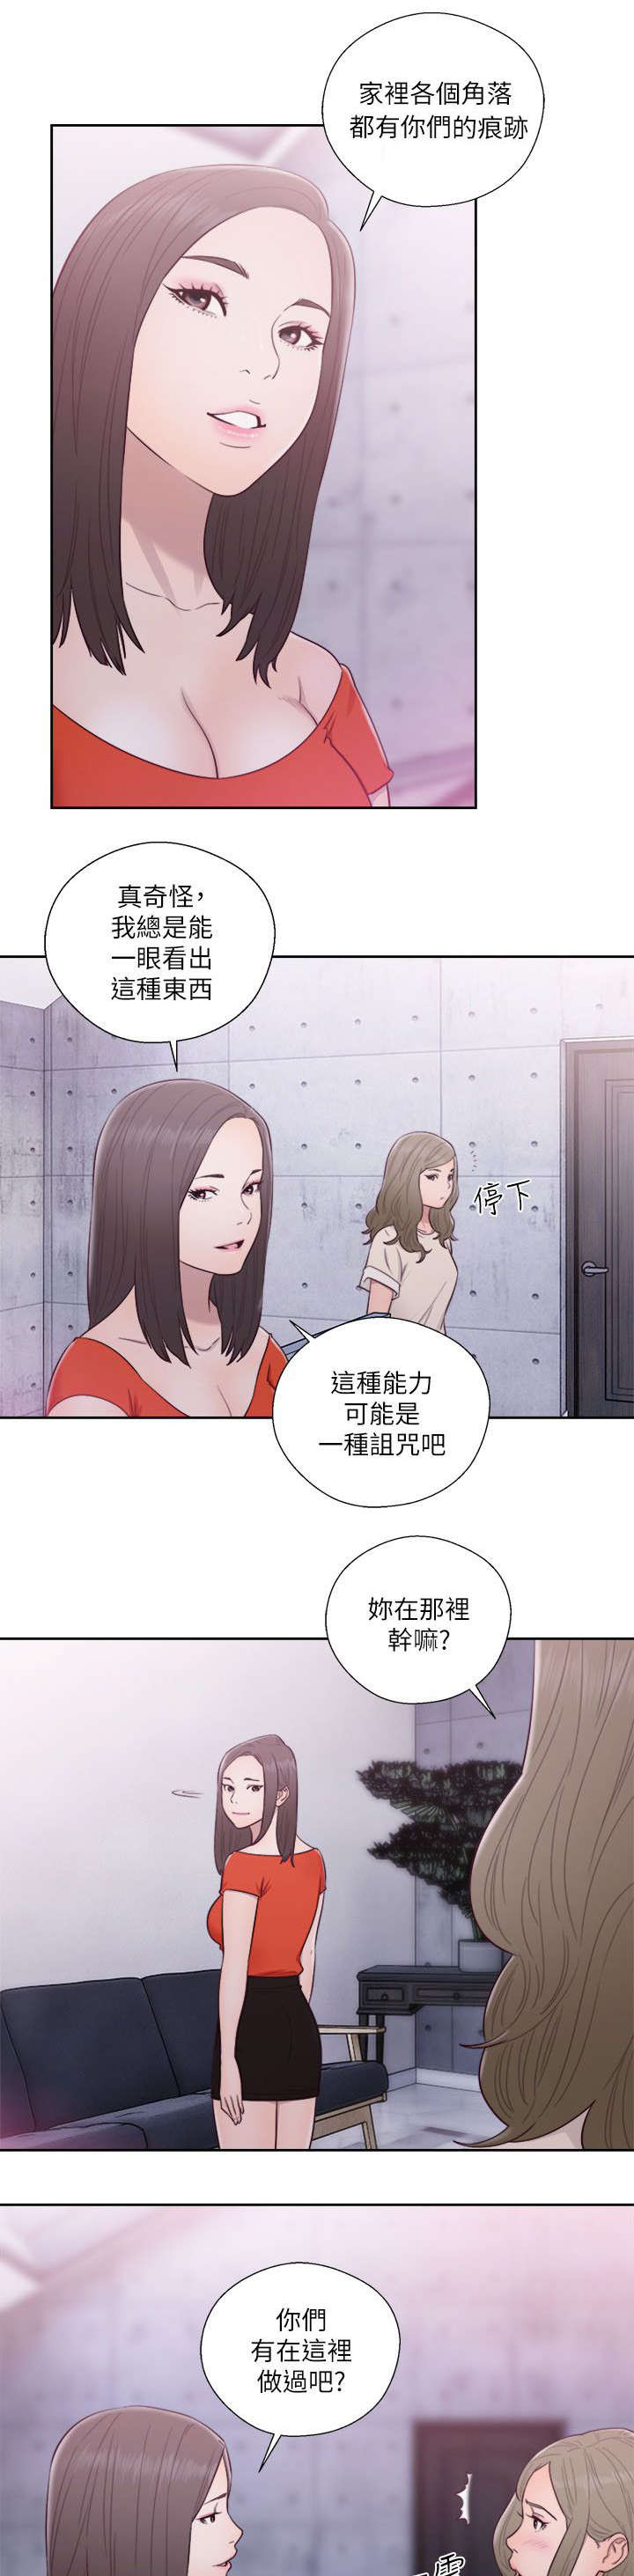 家裡各個角落
都有你們的痕跡
真奇怪，
我總是能
一眼看出
這種東西
停下
這種能力
可能是
一種詛咒吧
妳在那裡
幹嘛?
你們
有在這裡
做過吧?